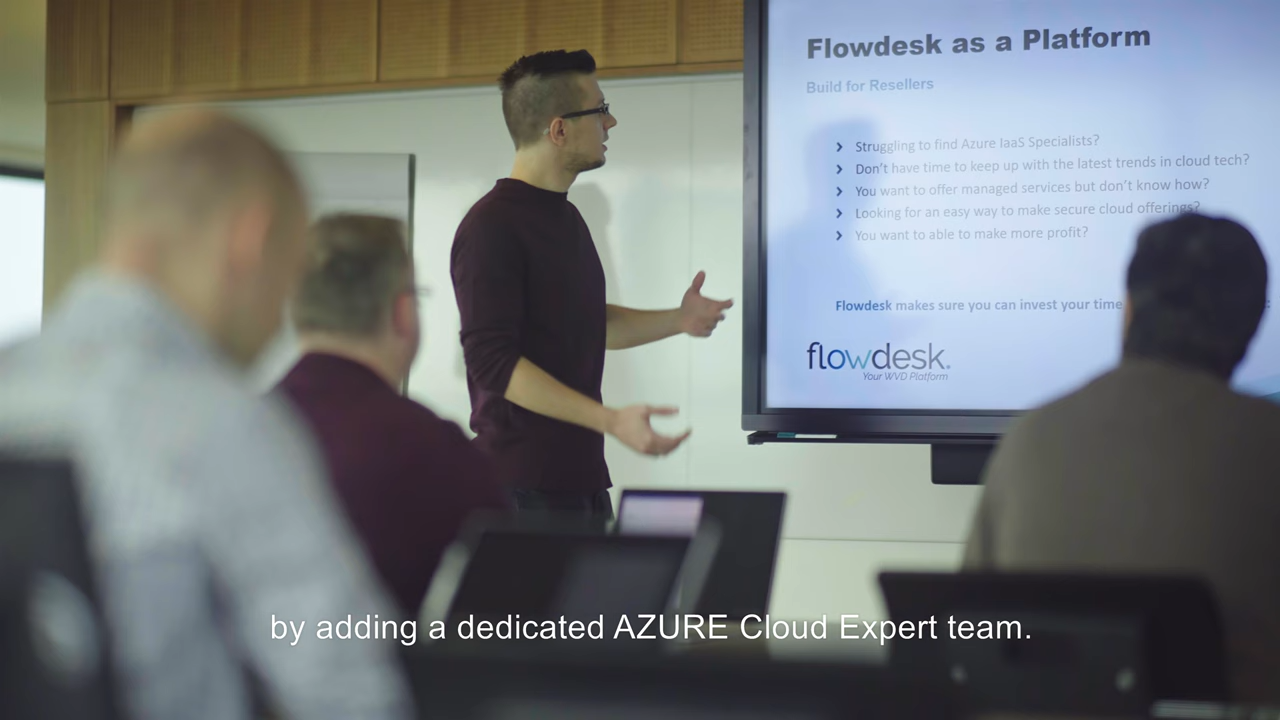 Flowdesk as a Platform
Build for Resellers
Struggling to find Azure IaaS Specialists?
Don't have time to keep up with the latest trends in cloud tech?
You want to offer managed services but don't know how?
Looking for an easy way to make secure cloud offerings?
You want to able to make more profit?
Flowdesk makes sure you can invest your time
flowdesk.
Your WVD Platform
by adding a dedicated AZURE Cloud Expert team.